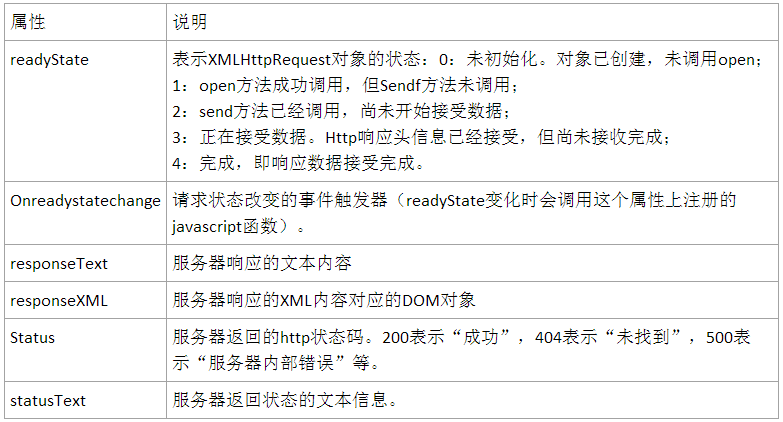 属性 说明
readyState 表示XMLHttpRequest对象的状态：0：未初始化。对象已创建，未调用open；
1：open方法成功调用，但Sendf方法未调用；
2：send方法已经调用，尚未开始接受数据；
3：正在接受数据。Http响应头信息已经接受，但尚未接收完成；
4：完成，即响应数据接受完成。
Onreadystatechange 请求状态改变的事件触发器（readyState变化时会调用这个属性上注册的
javascript函数）。
responseText 服务器响应的文本内容
responseXML 服务器响应的XML内容对应的DOM对象
Status 服务器返回的http状态码。200表示“成功”，404表示“未找到”，500表
示“服务器内部错误”等。
statusText 服务器返回状态的文本信息。